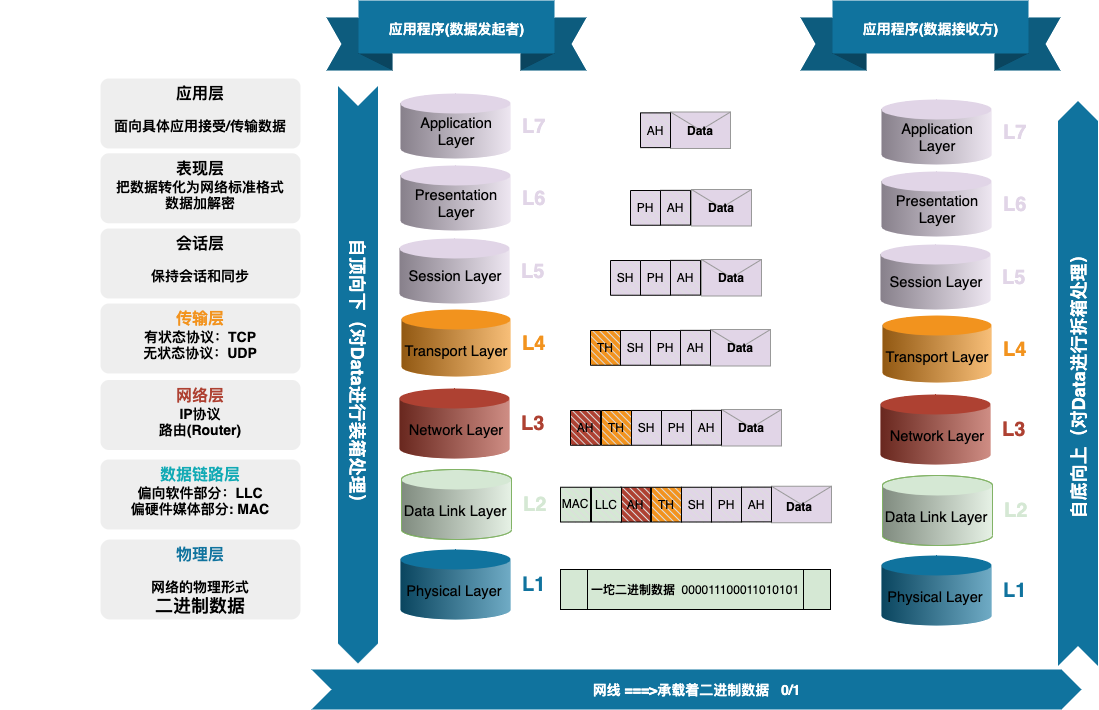 应用程序(数据发起者)
应用程序(数据接收方)
应用层
面向具体应用接受/传输数据
表现层
把数据转化为网络标准格式
数据加解密
会话层
保持会话和同步
传输层
有状态协议：TCP
无状态协议：UDP
网络层
IP协议
路由(Router)
数据链路层
偏向软件部分：LLC
偏硬件媒体部分: MAC
物理层
网络的物理形式
二进制数据
自顶向下（对Data进行装箱处理）
Application
Layer
L7
Presentation
Layer
L6
Session Layer
L5
Transport Layer
L4
Network Layer
L3
Data Link Layer
L2
Physical Layer
L1
AH Data
PH AH Data
SH PH AH Data
TH SH PH AH Data
AH TH SH PH AH Data
MAC LLC AH TH SH PH AH Data
一坨二进制数据 000011100011010101
Application
Layer
L7
Presentation
Layer
L6
Session Layer
L5
Transport Layer
L4
Network Layer
L3
Data Link Layer
L2
Physical Layer
L1
自底向上（对Data进行拆箱处理）
网线 ===>承载着二进制数据 0/1